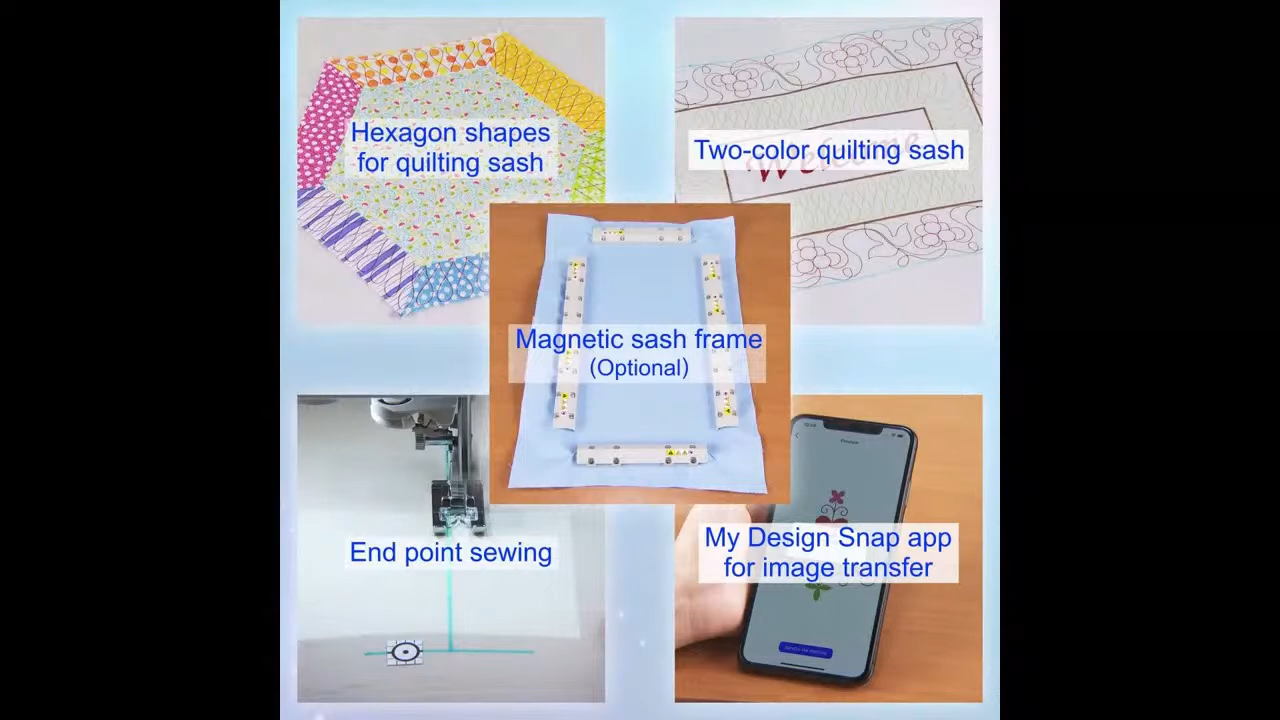 Hexagon shapes
for quilting sash
Two-color quilting sash
Welcome
Magnetic sash frame
(Optional)
End point sewing
My Design Snap app
for image transfer